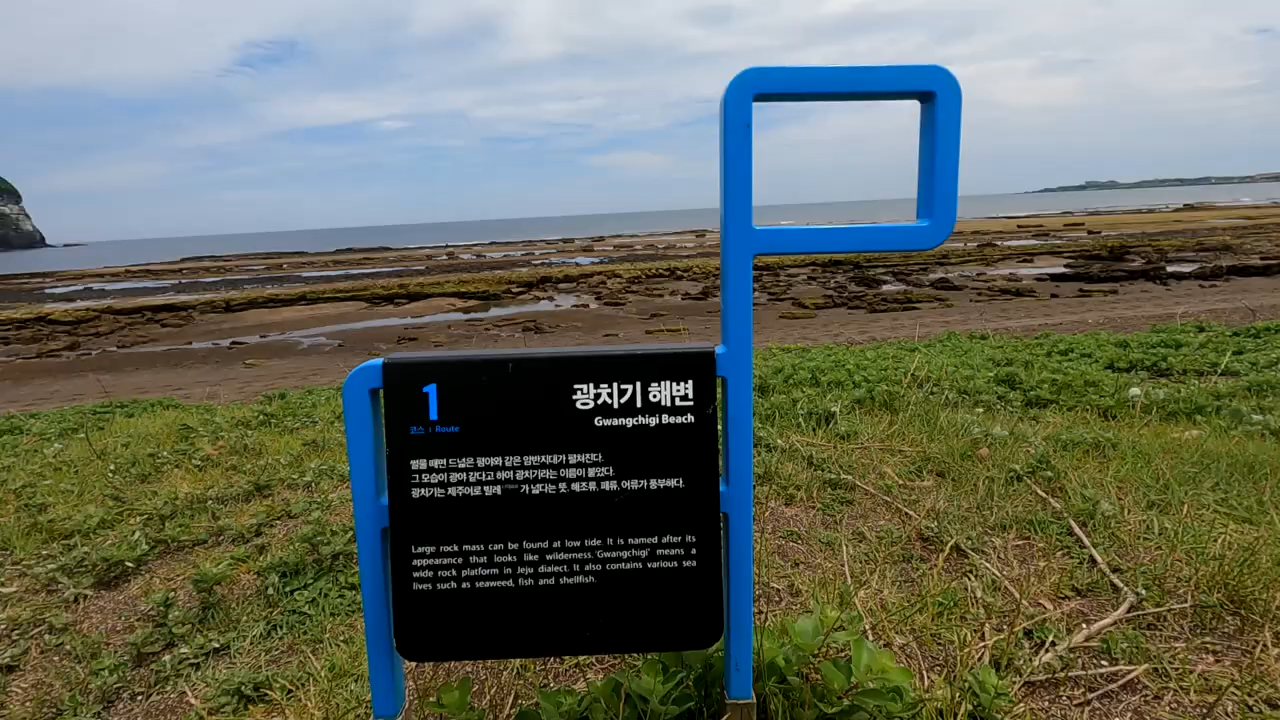 1
코스 : Route
광치기 해변
Gwangchigi Beach
썰물 때면 드넓은 평야와 같은 암반지대가 펼쳐진다.
그 모습이 광야 같다고 하여 광치기라는 이름이 붙었다.
광치기는 제주어로 빌레 가 넓다는 뜻. 해조류, 패류, 어류가 풍부하다.
Large rock mass can be found at low tide. It is named after its
appearance that looks like wilderness. 'Gwangchigi' means a
wide rock platform in Jeju dialect. It also contains various sea
lives such as seaweed, fish and shellfish.